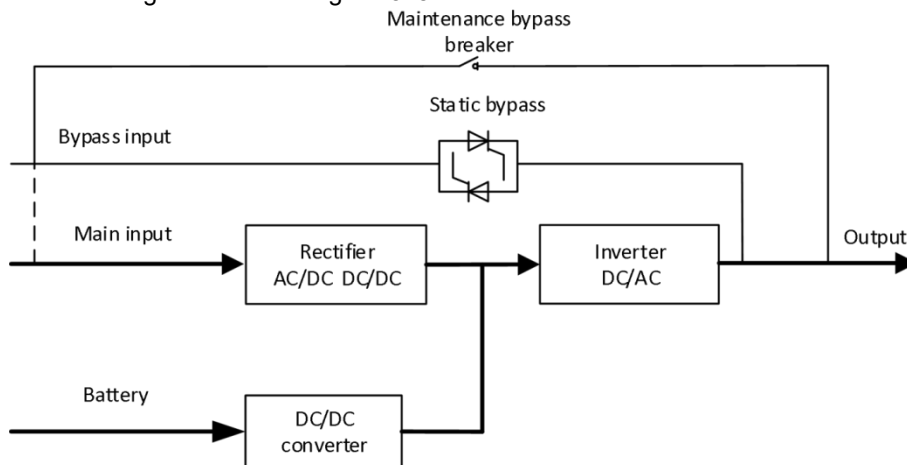 Maintenance bypass
breaker
Static bypass
Bypass input
Main input
Rectifier
AC/DC DC/DC
Inverter
DC/AC
Output
Battery
DC/DC
converter